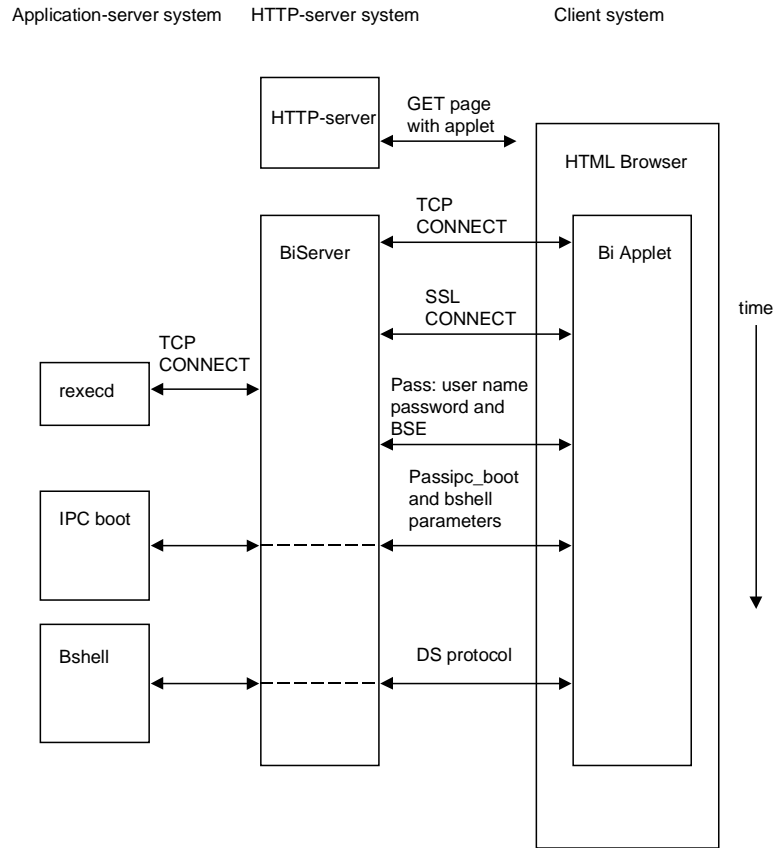 Application-server system
HTTP-server system
Client system
HTTP-server
GET page
with applet
HTML Browser
TCP
CONNECT
BiServer
Bi Applet
SSL
CONNECT
time
TCP
CONNECT
rexecd
Pass: user name
password and
BSE
Passipc_boot
and bshell
parameters
IPC boot
Bshell
DS protocol